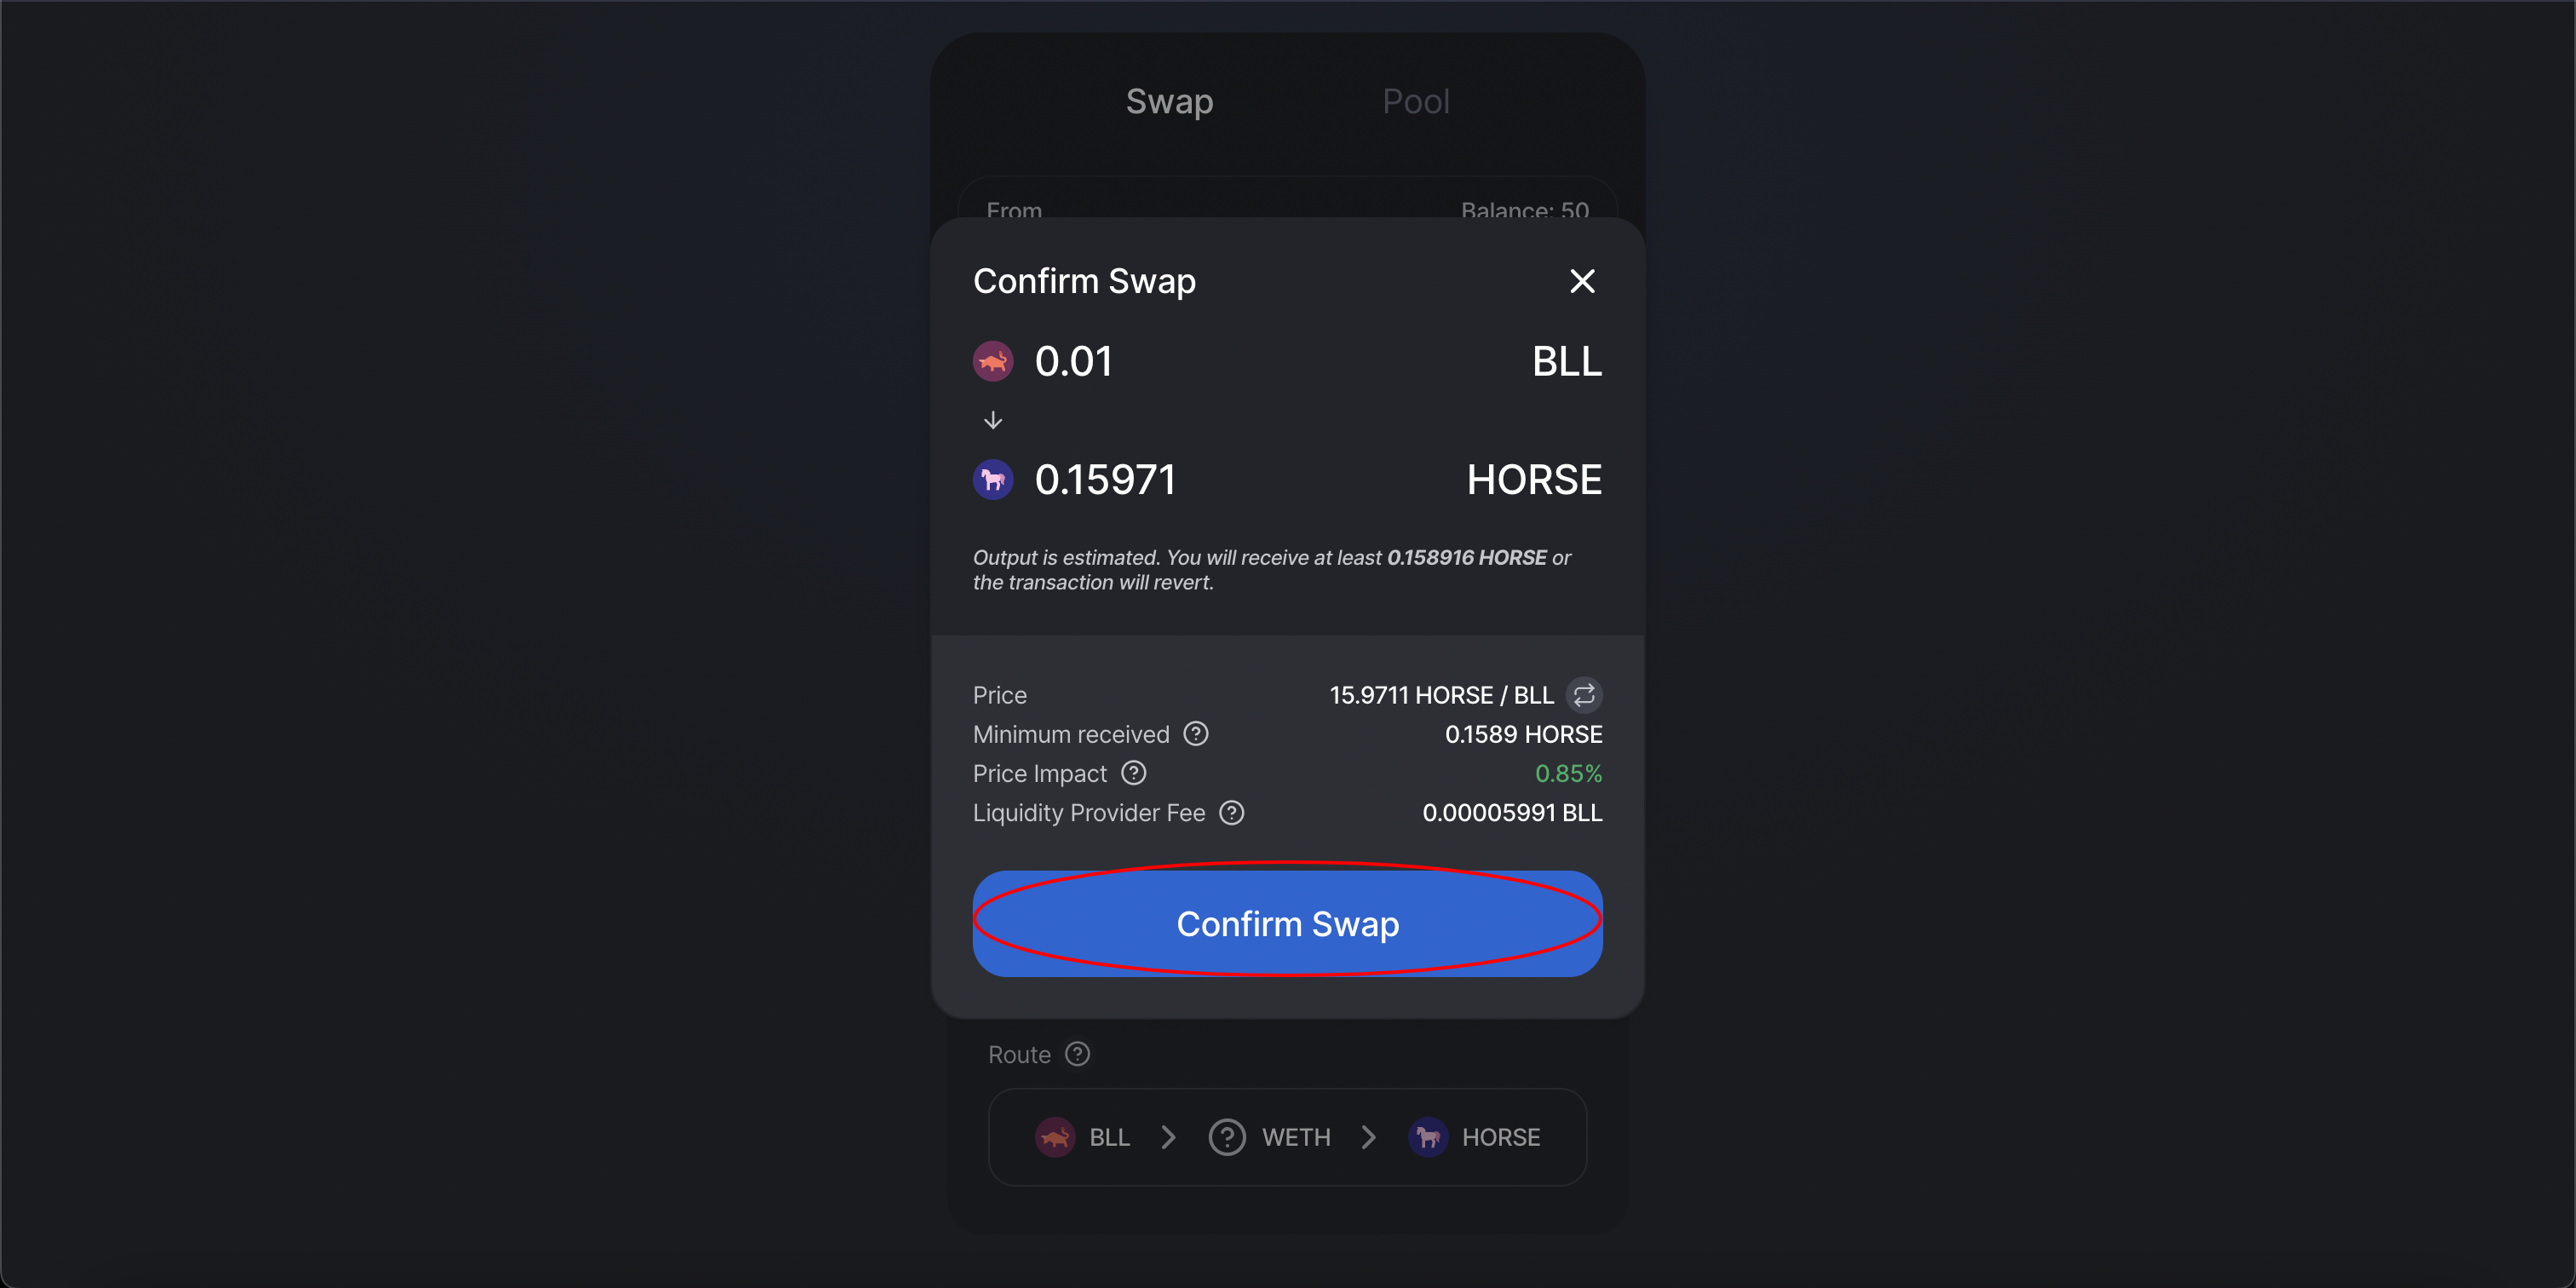 Swap Pool
From Balance: 50
Confirm Swap
0.01 BLL
0.15971 HORSE
Output is estimated. You will receive at least 0.158916 HORSE or
the transaction will revert.
Price 15.9711 HORSE / BLL
Minimum received ? 0.1589 HORSE
Price Impact ? 0.85%
Liquidity Provider Fee ? 0.00005991 BLL
Confirm Swap
Route ?
BLL > ? WETH > HORSE